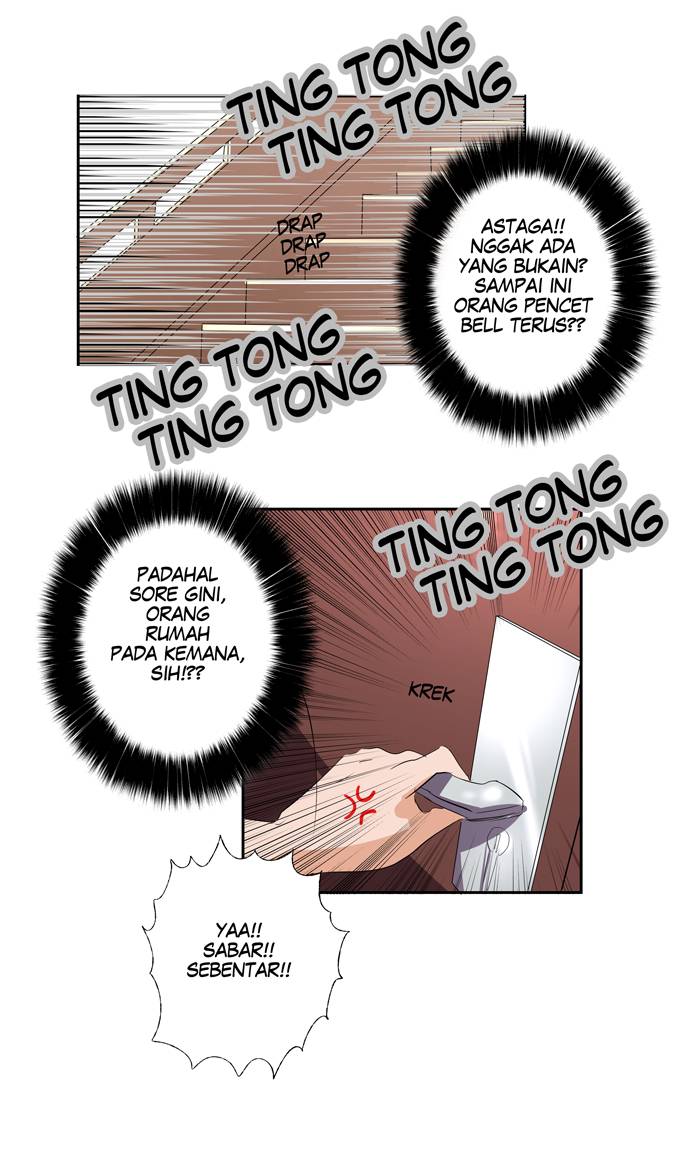 TING TONG
TING TONG
DRAP
DRAP
DRAP
ASTAGA!!
NGGAK ADA
YANG BUKAIN?
SAMPAI INI
ORANG PENCET
BELL TERUS??
TING TONG
TING TONG
TING TONG
TING TONG
PADAHAL
SORE GINI,
ORANG
RUMAH
PADA KEMANA,
SIH!??
KREK
YAA!!
SABAR!!
SEBENTAR!!